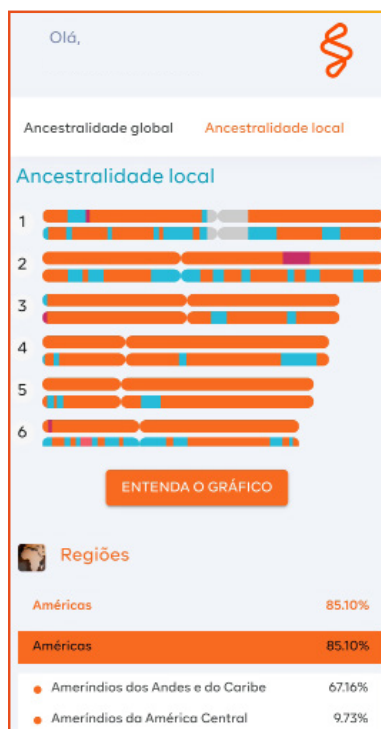 Olá,
Ancestralidade global Ancestralidade local
Ancestralidade local
1
2
3
4
5
6
ENTENDA O GRÁFICO
Regiões
Américas 85.10%
Américas 85.10%
Ameríndios dos Andes e do Caribe 67.16%
Ameríndios da América Central 9.73%